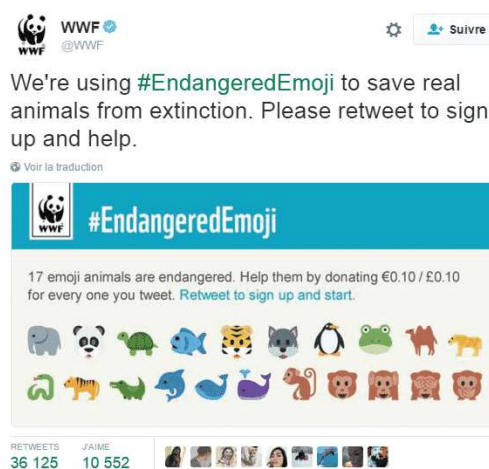 WWF
@WWF
Suivre
WWF
We're using #EndangeredEmoji to save real
animals from extinction. Please retweet to sign
up and help.
Voir la traduction
WWF
#EndangeredEmoji
17 emoji animals are endangered. Help them by donating €0.10 / £0.10
for every one you tweet. Retweet to sign up and start.
RETWEETS J'AIME
36 125 10 552